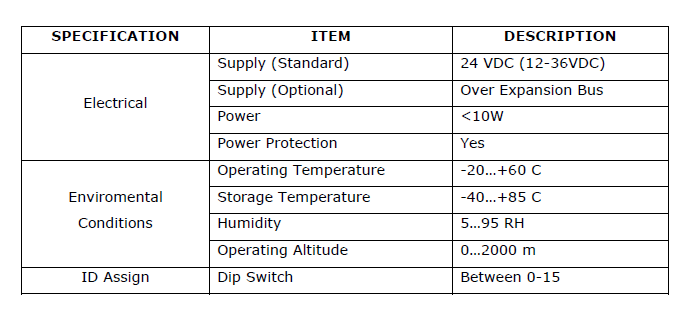 SPECIFICATION ITEM DESCRIPTION
Electrical
Supply (Standard) 24 VDC (12-36VDC)
Supply (Optional) Over Expansion Bus
Power <10W
Power Protection Yes
Enviromental
Conditions
Operating Temperature -20…+60 C
Storage Temperature -40…+85 C
Humidity 5…95 RH
Operating Altitude 0…2000 m
ID Assign Dip Switch Between 0-15